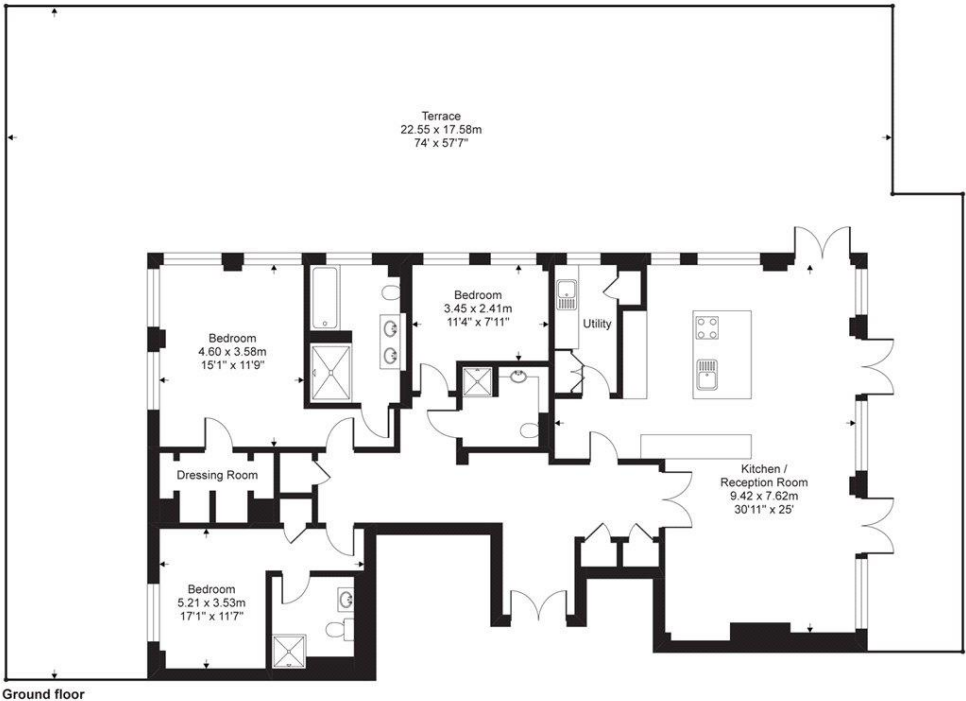 Terrace
22.55 x 17.58m
74' x 57'7"
Bedroom
3.45 x 2.41m
11'4" x 7'11"
Utility
Bedroom
4.60 x 3.58m
15'1" x 11'9"
Dressing Room
Kitchen /
Reception Room
9.42 x 7.62m
30'11" x 25'
Bedroom
5.21 x 3.53m
17'1" x 11'7"
Ground floor